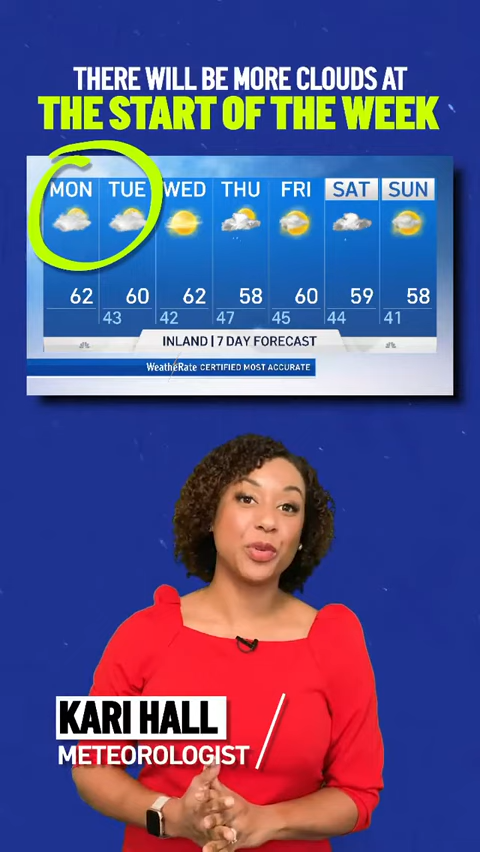 THERE WILL BE MORE CLOUDS AT
THE START OF THE WEEK
MON TUE WED THU FRI SAT SUN
62 60 62 58 60 59 58
43 42 47 45 44 41
INLAND | 7 DAY FORECAST
WeatheRate CERTIFIED MOST ACCURATE
KARI HALL
METEOROLOGIST